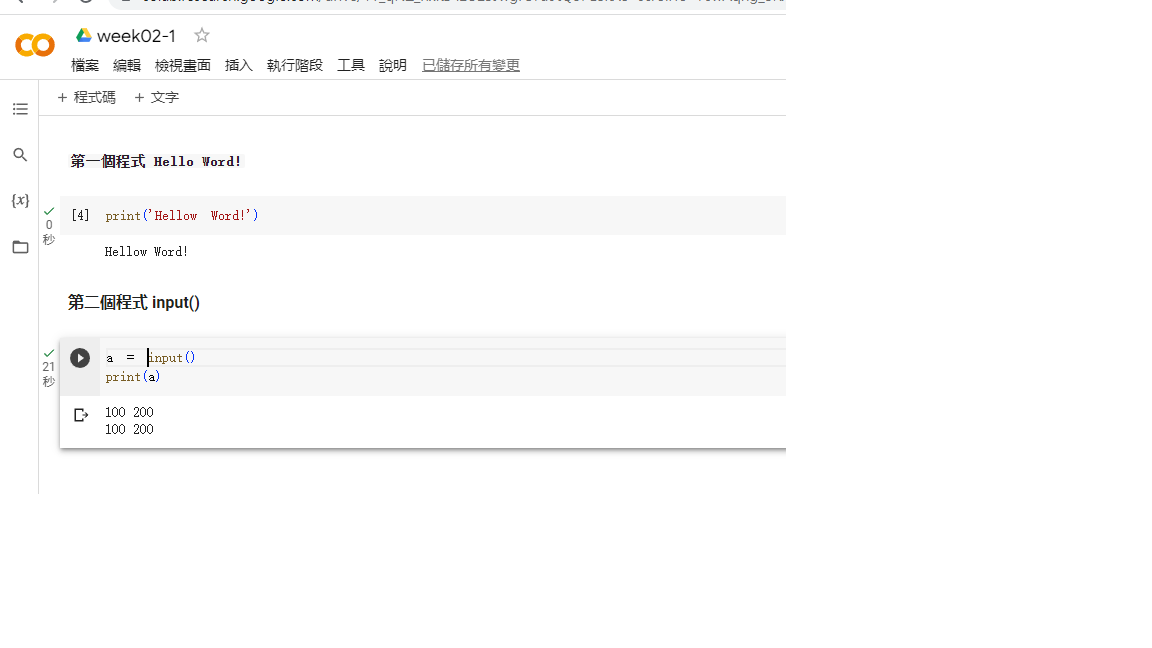 week02-1
檔案 編輯 檢視畫面 插入 執行階段 工具 說明 已儲存所有變更
+ 程式碼 + 文字
第一個程式 Hello Word!
{x}
0
秒
[4] print('Hellow Word!')
Hellow Word!
第二個程式 input()
21
秒
a = input()
print(a)
100 200
100 200